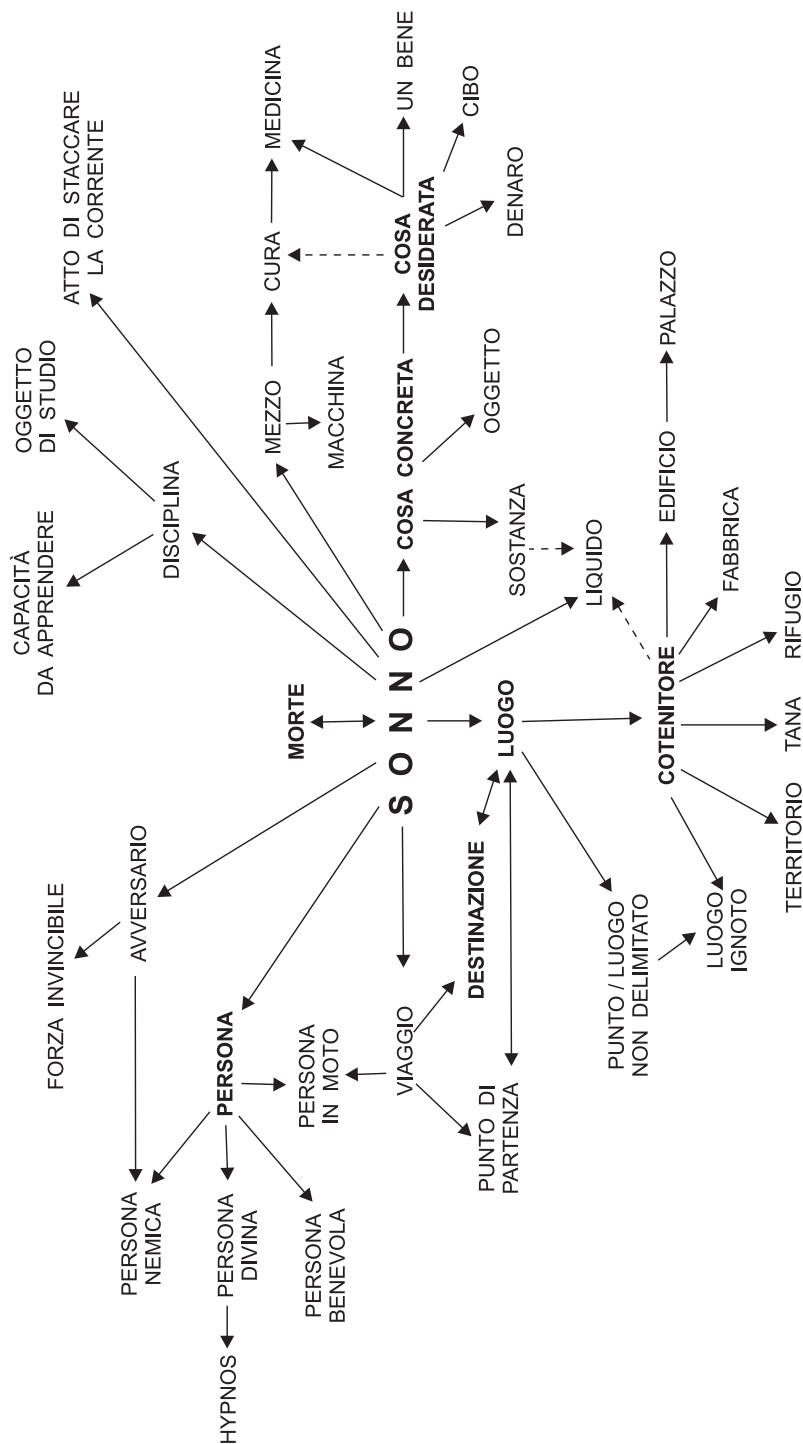 ATTO DI STACCARE
LA CORRENTE
OGGETTO
DI STUDIO
CAPACITÀ
DA APPRENDERE
DISCIPLINA
MEZZO
CURA
MEDICINA
MACCHINA
MORTE
FORZA INVINCIBILE
AVVERSARIO
PERSONA
NEMICA
PERSONA
HYPNOS
PERSONA
DIVINA
PERSONA
BENEVOLA
PERSONA
IN MOTO
SONNO
COSA CONCRETA
COSA
DESIDERATA
UN BENE
CIBO
DENARO
OGGETTO
SOSTANZA
LIQUIDO
VIAGGIO
DESTINAZIONE
LUOGO
PUNTO DI
PARTENZA
PUNTO / LUOGO
NON DELIMITATO
LUOGO
IGNOTO
COTENITORE
EDIFICIO
PALAZZO
FABBRICA
RIFUGIO
TANA
TERRITORIO